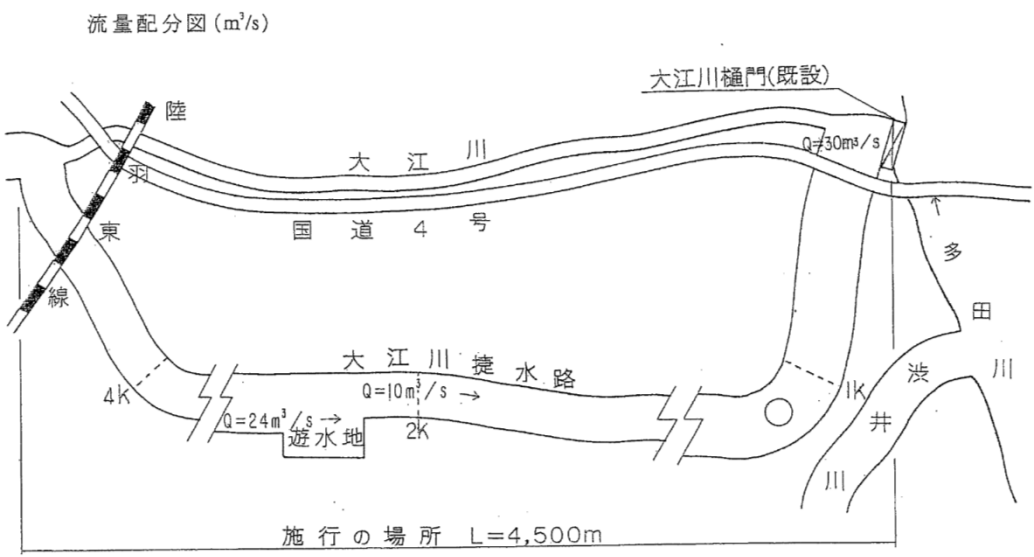 流量配分図(m³/s)
大江川樋門(既設)
陸羽東線
大江川
Q=30m³/s
国道4号
多田川
大江川捷水路
Q=10m³/s →
4K
Q=24m³/s →
遊水地
2K
1K
渋井川
施行の場所 L=4,500m